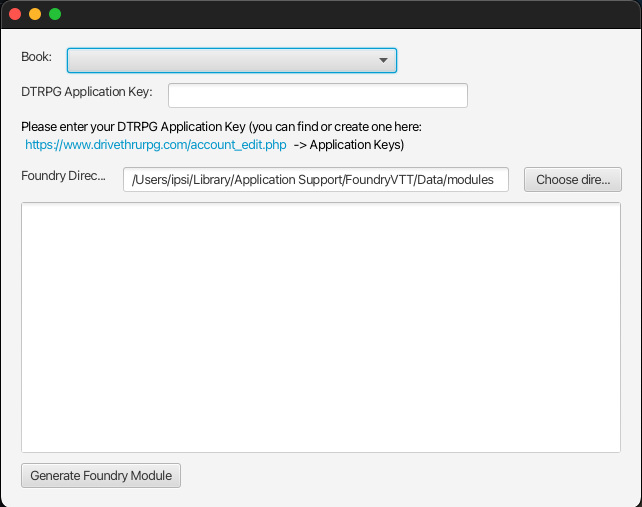 Book:
DTRPG Application Key:
Please enter your DTRPG Application Key (you can find or create one here:
https://www.drivethrurpg.com/account_edit.php -> Application Keys)
Foundry Direc... /Users/ipsi/Library/Application Support/FoundryVTT/Data/modules Choose dire...
Generate Foundry Module